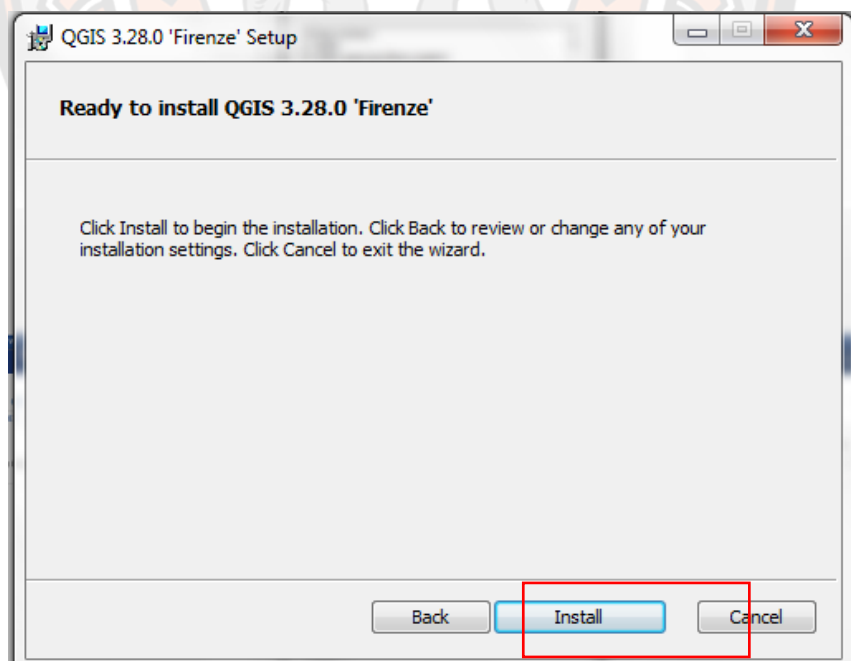 QGIS 3.28.0 'Firenze' Setup
Ready to install QGIS 3.28.0 'Firenze'
Click Install to begin the installation. Click Back to review or change any of your
installation settings. Click Cancel to exit the wizard.
Back Install Cancel